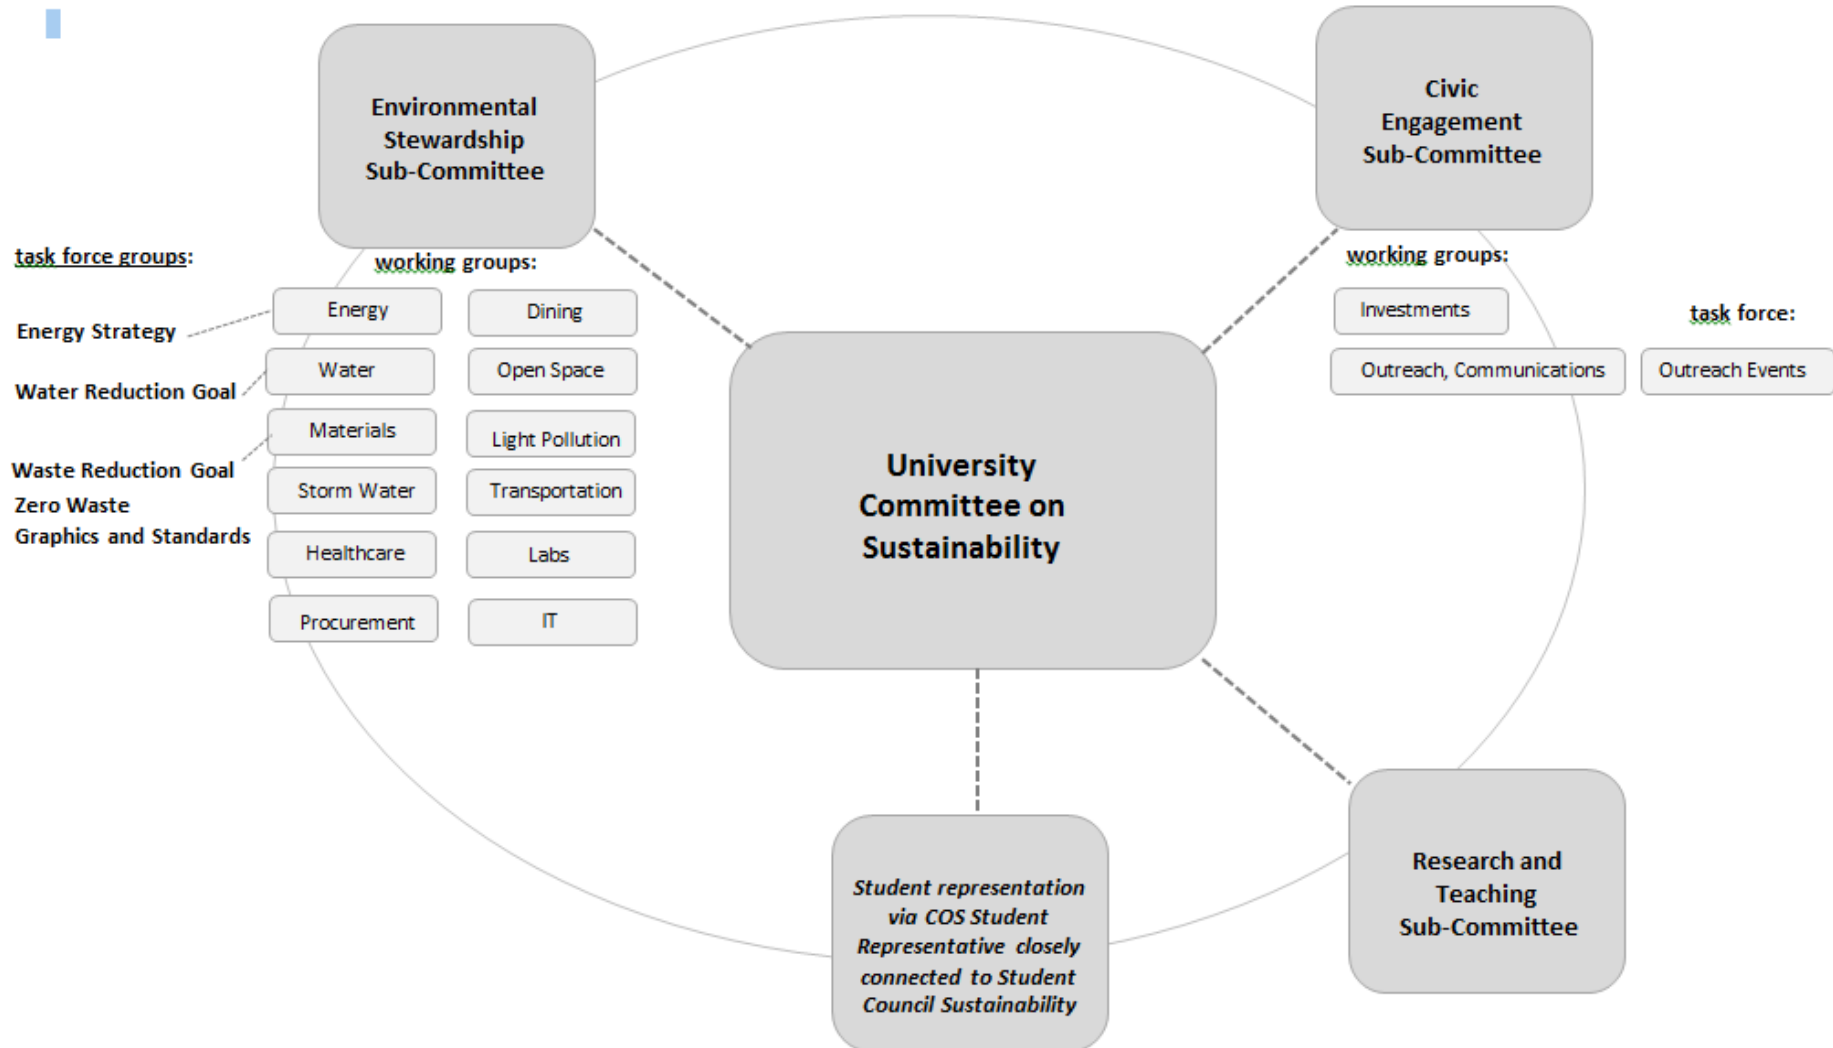 Environmental
Stewardship
Sub-Committee
Civic
Engagement
Sub-Committee
task force groups:
working groups:
Energy Strategy
Water Reduction Goal
Waste Reduction Goal
Zero Waste
Graphics and Standards
Energy
Dining
Water
Open Space
Materials
Light Pollution
Storm Water
Transportation
Healthcare
Labs
Procurement
IT
working groups:
Investments
Outreach, Communications
task force:
Outreach Events
University
Committee on
Sustainability
Student representation
via COS Student
Representative closely
connected to Student
Council Sustainability
Research and
Teaching
Sub-Committee